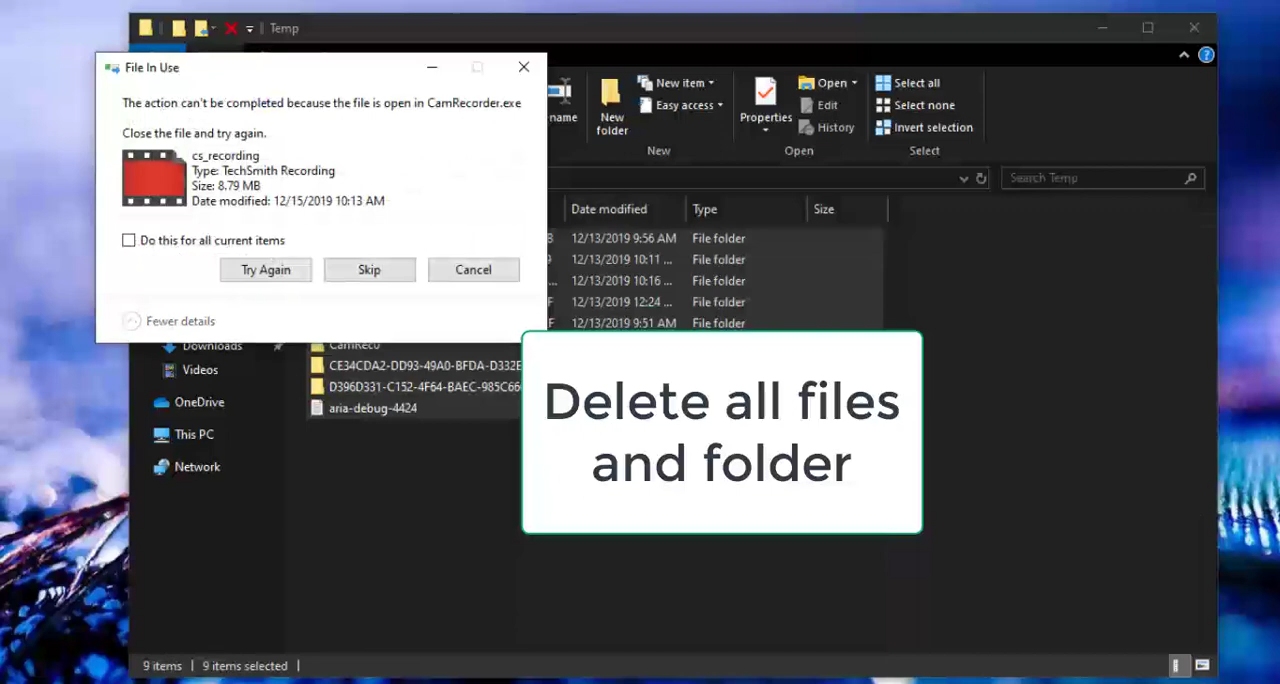 Temp
File In Use
The action can't be completed because the file is open in CamRecorder.exe
Close the file and try again.
cs_recording
Type: TechSmith Recording
Size: 8.79 MB
Date modified: 12/15/2019 10:13 AM
Do this for all current items
Try Again
Skip
Cancel
Fewer details
New
folder
New item
Easy access
New
Properties
Open
Edit
History
Open
Select all
Select none
Invert selection
Select
Search Temp
Date modified
Type
Size
12/13/2019 9:56 AM File folder
12/13/2019 10:11 ... File folder
12/13/2019 10:16 ... File folder
12/13/2019 12:24 ... File folder
12/13/2019 9:51 AM File folder
Downloads
Videos
OneDrive
This PC
Network
CamReco
CE34CDA2-DD93-49A0-BFDA-D332E
D396D331-C152-4F64-BAEC-985C66
aria-debug-4424
Delete all files
and folder
9 items
9 items selected